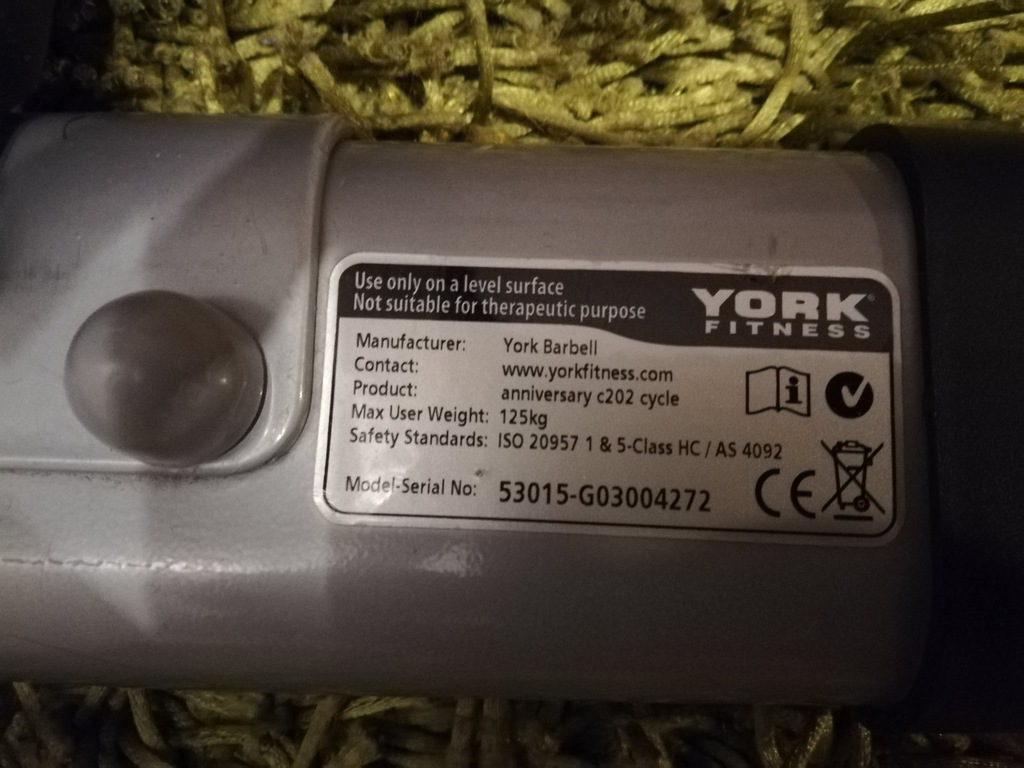 Use only on a level surface
Not suitable for therapeutic purpose
YORK®
FITNESS
Manufacturer: York Barbell
Contact: www.yorkfitness.com
Product: anniversary c202 cycle
Max User Weight: 125kg
Safety Standards: ISO 20957 1 & 5-Class HC / AS 4092
Model-Serial No: 53015-G03004272
CE